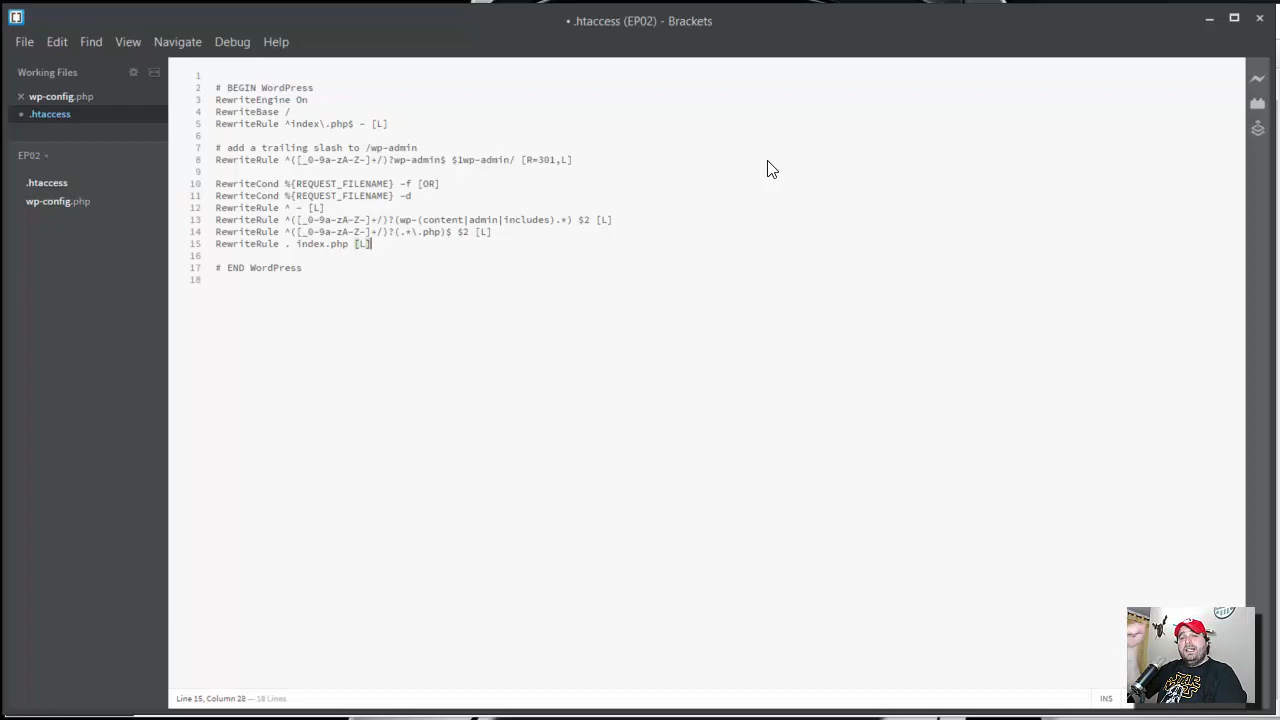 • .htaccess (EP02) - Brackets
File Edit Find View Navigate Debug Help
Working Files
wp-config.php
.htaccess
EP02
.htaccess
wp-config.php
1
2 # BEGIN WordPress
3 RewriteEngine On
4 RewriteBase /
5 RewriteRule ^index\.php$ - [L]
6
7 # add a trailing slash to /wp-admin
8 RewriteRule ^([_0-9a-zA-Z-]+/)?wp-admin$ $1wp-admin/ [R=301,L]
9
10 RewriteCond %{REQUEST_FILENAME} -f [OR]
11 RewriteCond %{REQUEST_FILENAME} -d
12 RewriteRule ^ - [L]
13 RewriteRule ^([_0-9a-zA-Z-]+/)?(wp-(content|admin|includes).*) $2 [L]
14 RewriteRule ^([_0-9a-zA-Z-]+/)?(.*\.php)$ $2 [L]
15 RewriteRule . index.php [L]
16
17 # END WordPress
18
Line 15, Column 28 — 18 Lines
INS